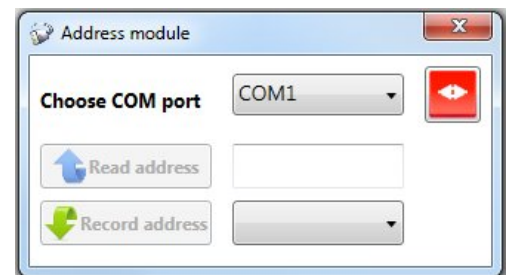 Address module
Choose COM port
COM1
Read address
Record address